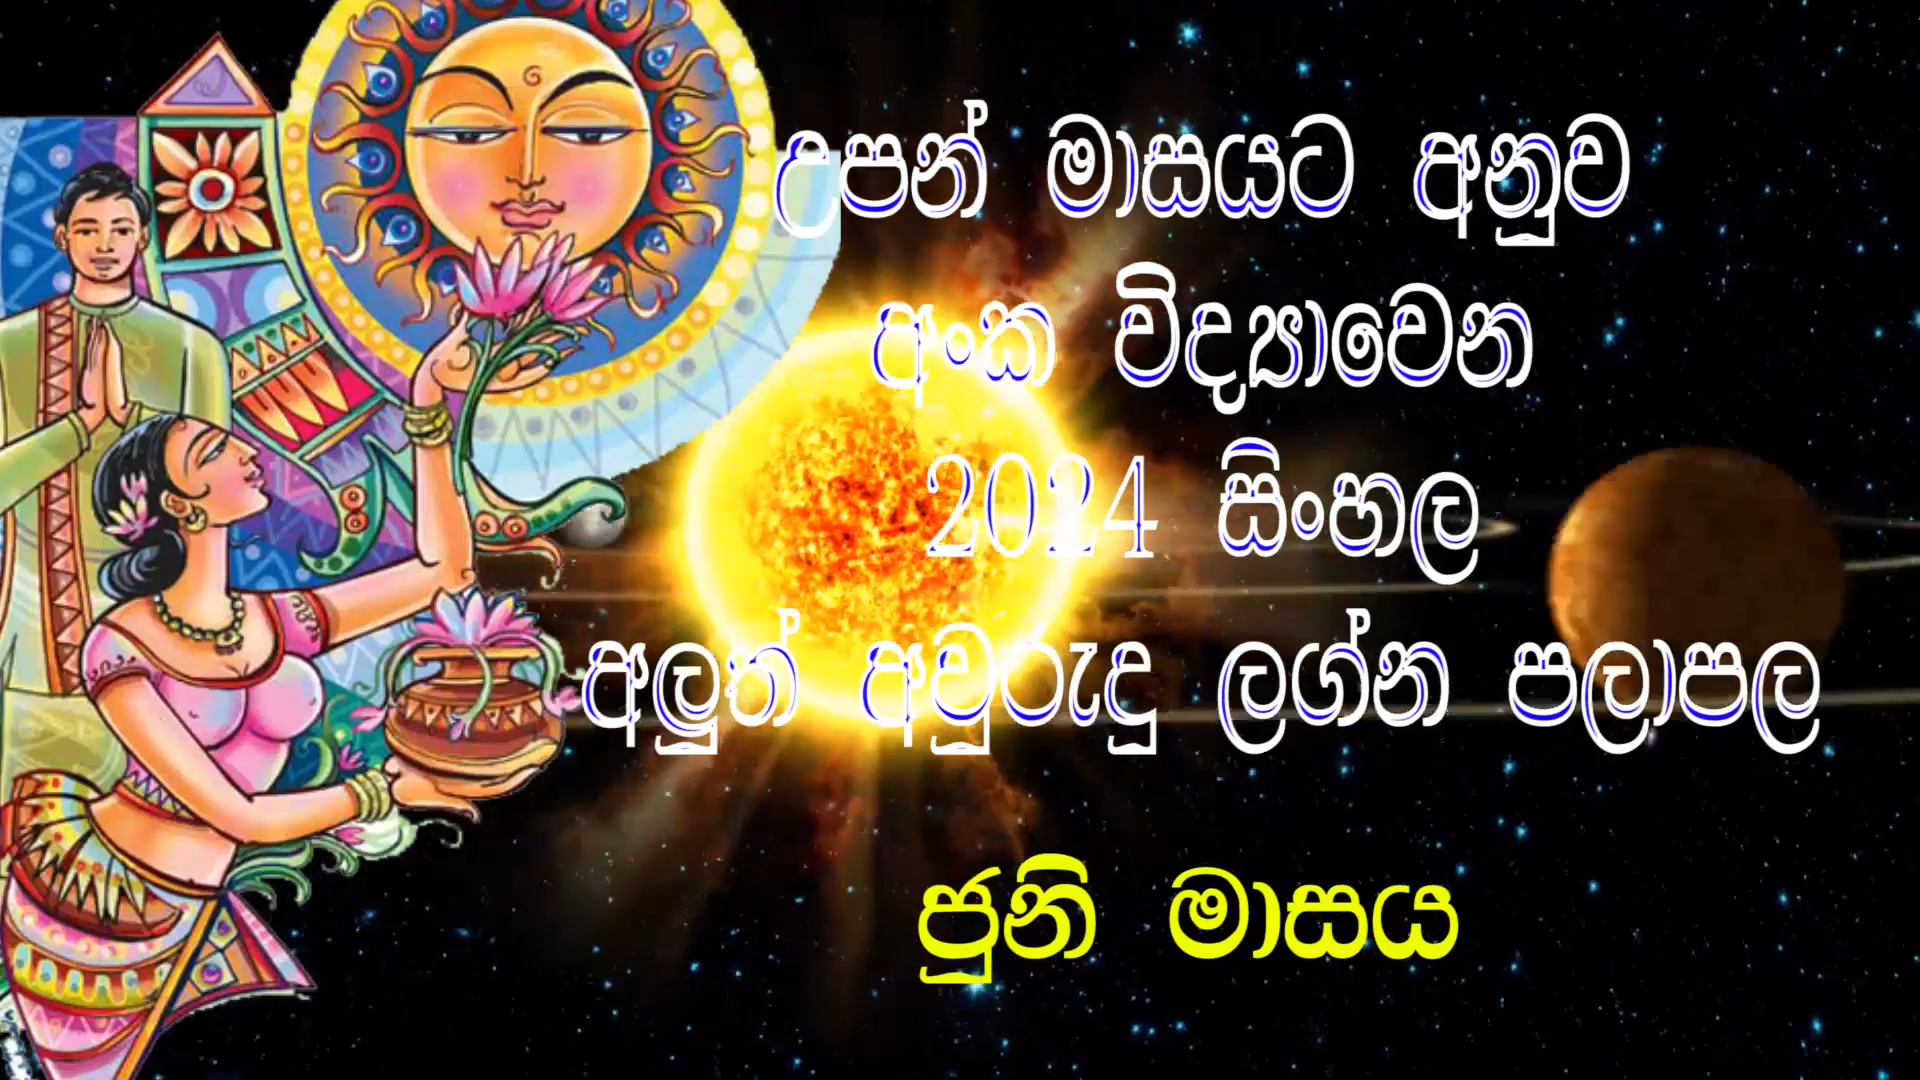 උපන් මාසයට අනුව
අංක විද්‍යාවෙන
2024 සිංහල
අලුත් අවුරුදු ලග්න පලාපල
ජුනි මාසය